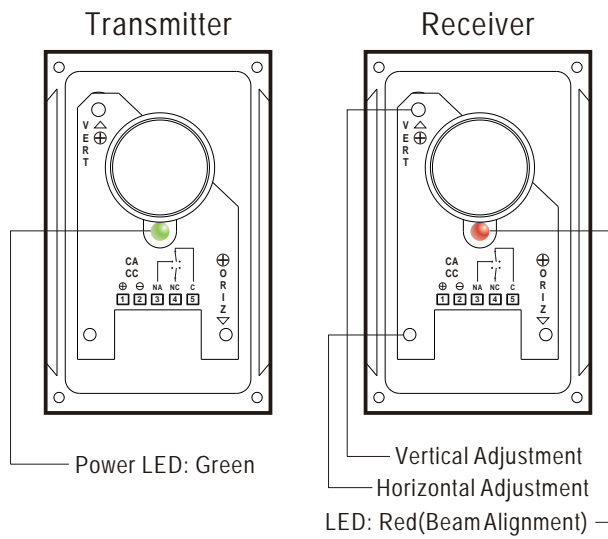 Transmitter
Receiver
VERT
CA
CC
NA NC C
1 2 3 4 5
ORIZ
VERT
CA
CC
NA NC C
1 2 3 4 5
ORIZ
Power LED: Green
Vertical Adjustment
Horizontal Adjustment
LED: Red(Beam Alignment)